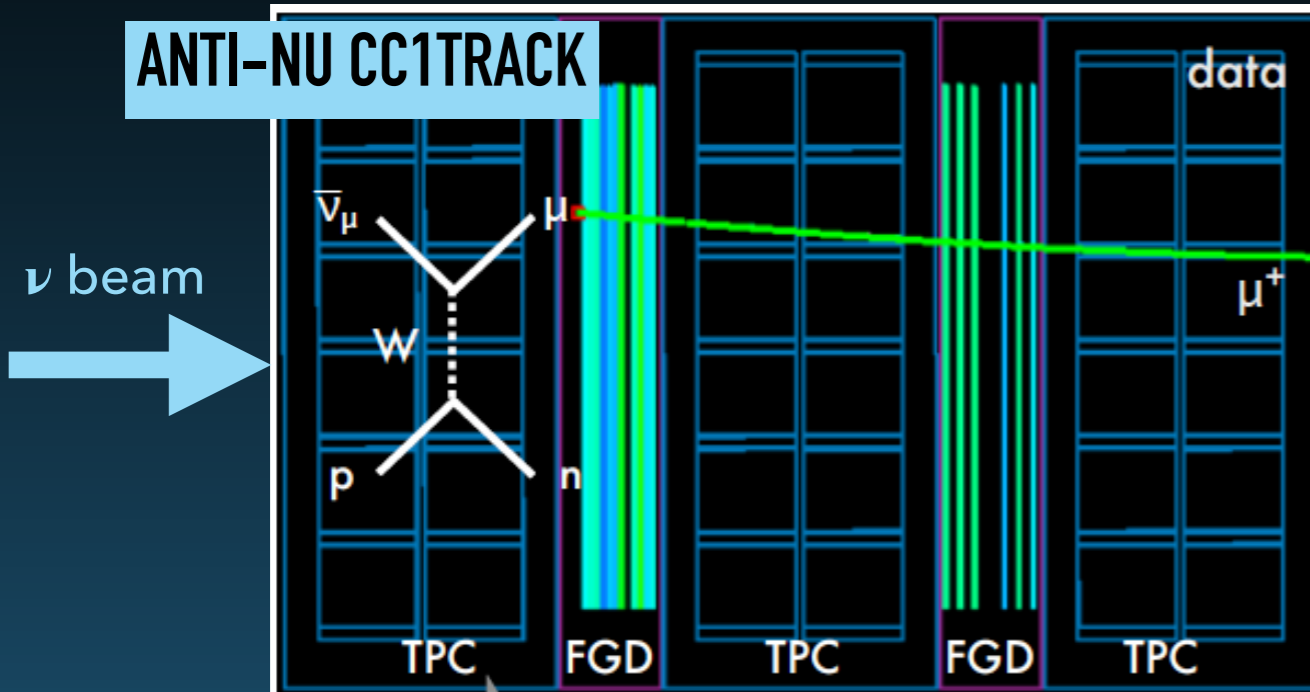 ANTI-NU CC1TRACK
data
ν̅μ
μ
ν beam
μ⁺
W
p
n
TPC
FGD
TPC
FGD
TPC